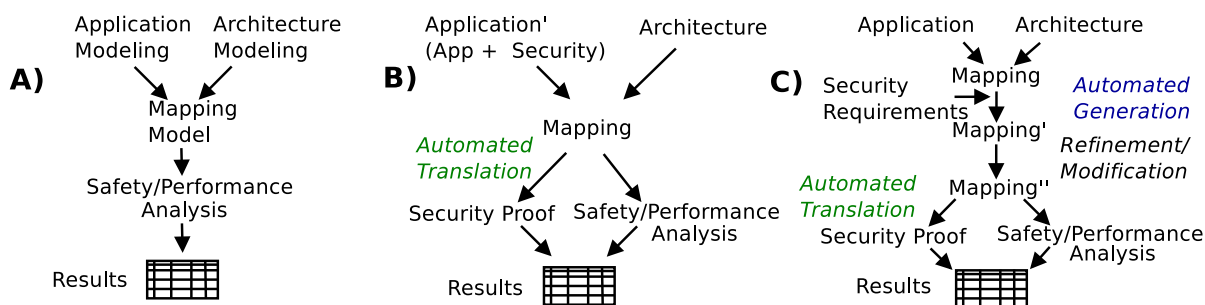 A)
Application
Modeling
Architecture
Modeling
Mapping
Model
Safety/Performance
Analysis
Results
B)
Application'
(App + Security)
Architecture
Mapping
Automated
Translation
Security Proof
Safety/Performance
Analysis
Results
C)
Application
Architecture
Mapping
Security
Requirements
Automated
Generation
Mapping'
Refinement/
Modification
Mapping''
Automated
Translation
Security Proof
Safety/Performance
Analysis
Results